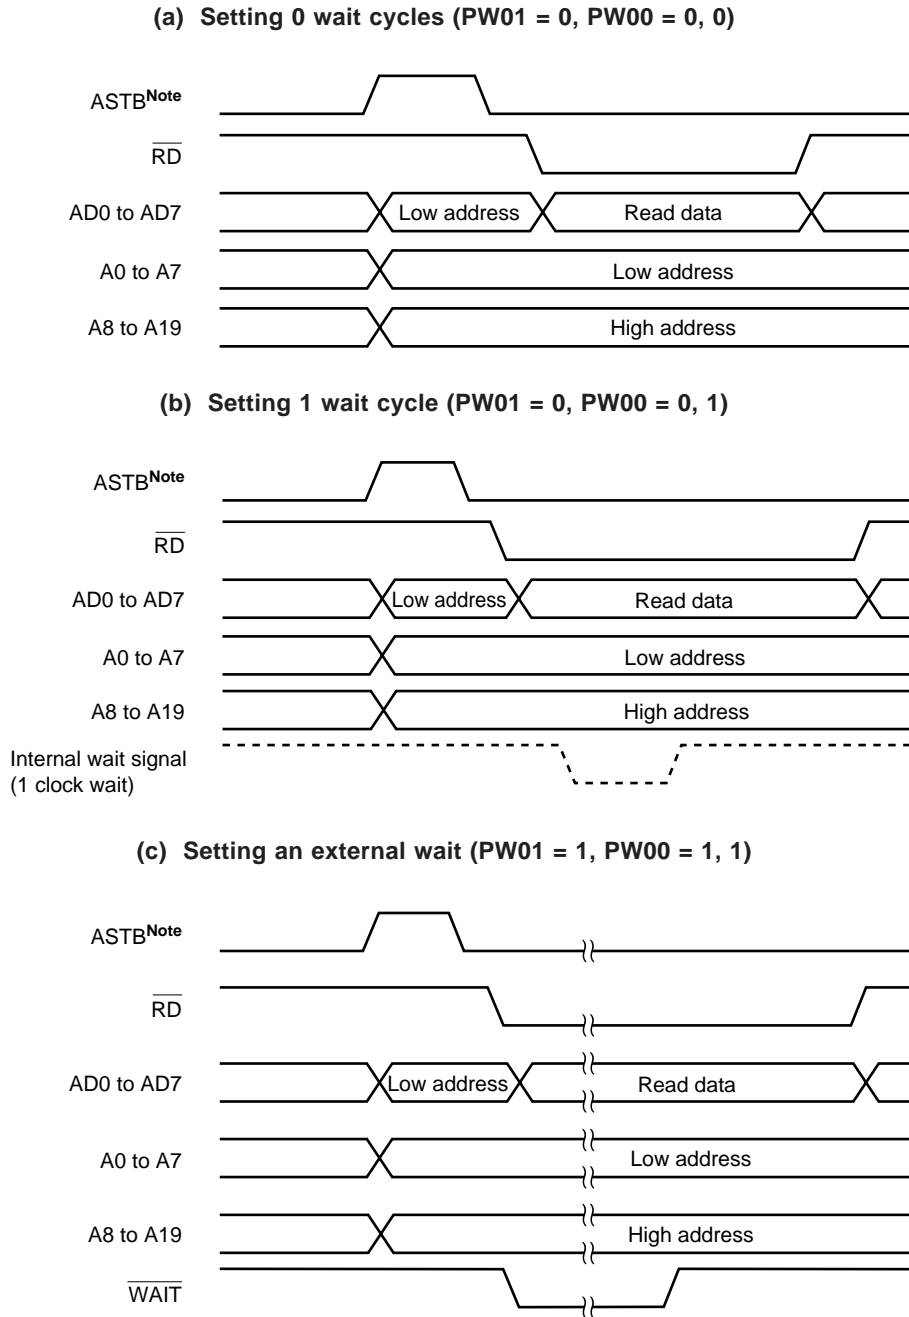 (a) Setting 0 wait cycles (PW01 = 0, PW00 = 0, 0)
ASTBNote
RD
AD0 to AD7 Low address Read data
A0 to A7 Low address
A8 to A19 High address
(b) Setting 1 wait cycle (PW01 = 0, PW00 = 0, 1)
ASTBNote
RD
AD0 to AD7 Low address Read data
A0 to A7 Low address
A8 to A19 High address
Internal wait signal
(1 clock wait)
(c) Setting an external wait (PW01 = 1, PW00 = 1, 1)
ASTBNote
RD
AD0 to AD7 Low address Read data
A0 to A7 Low address
A8 to A19 High address
WAIT